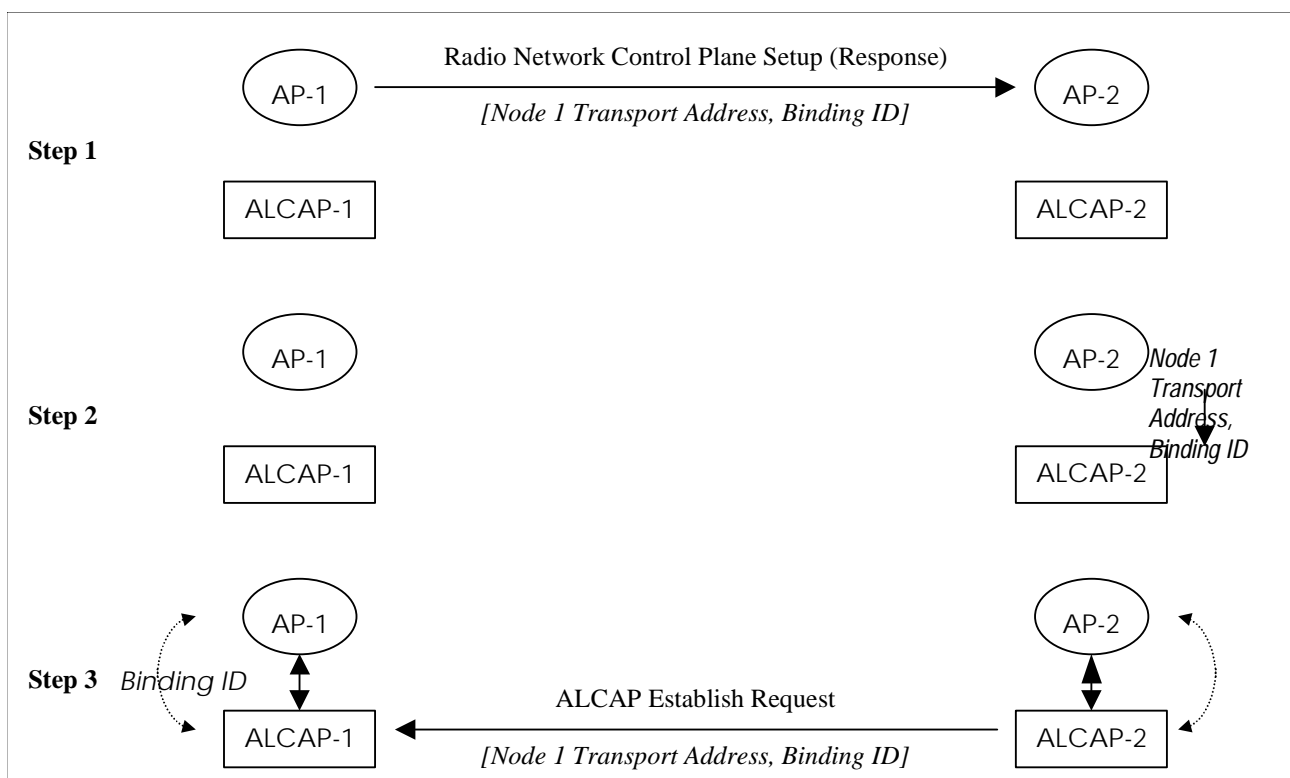 Radio Network Control Plane Setup (Response)
AP-1
AP-2
[Node 1 Transport Address, Binding ID]
Step 1
ALCAP-1
ALCAP-2
AP-1
AP-2
Node 1
Transport
Address,
Binding ID
Step 2
ALCAP-1
ALCAP-2
AP-1
AP-2
Step 3
Binding ID
ALCAP Establish Request
ALCAP-1
ALCAP-2
[Node 1 Transport Address, Binding ID]